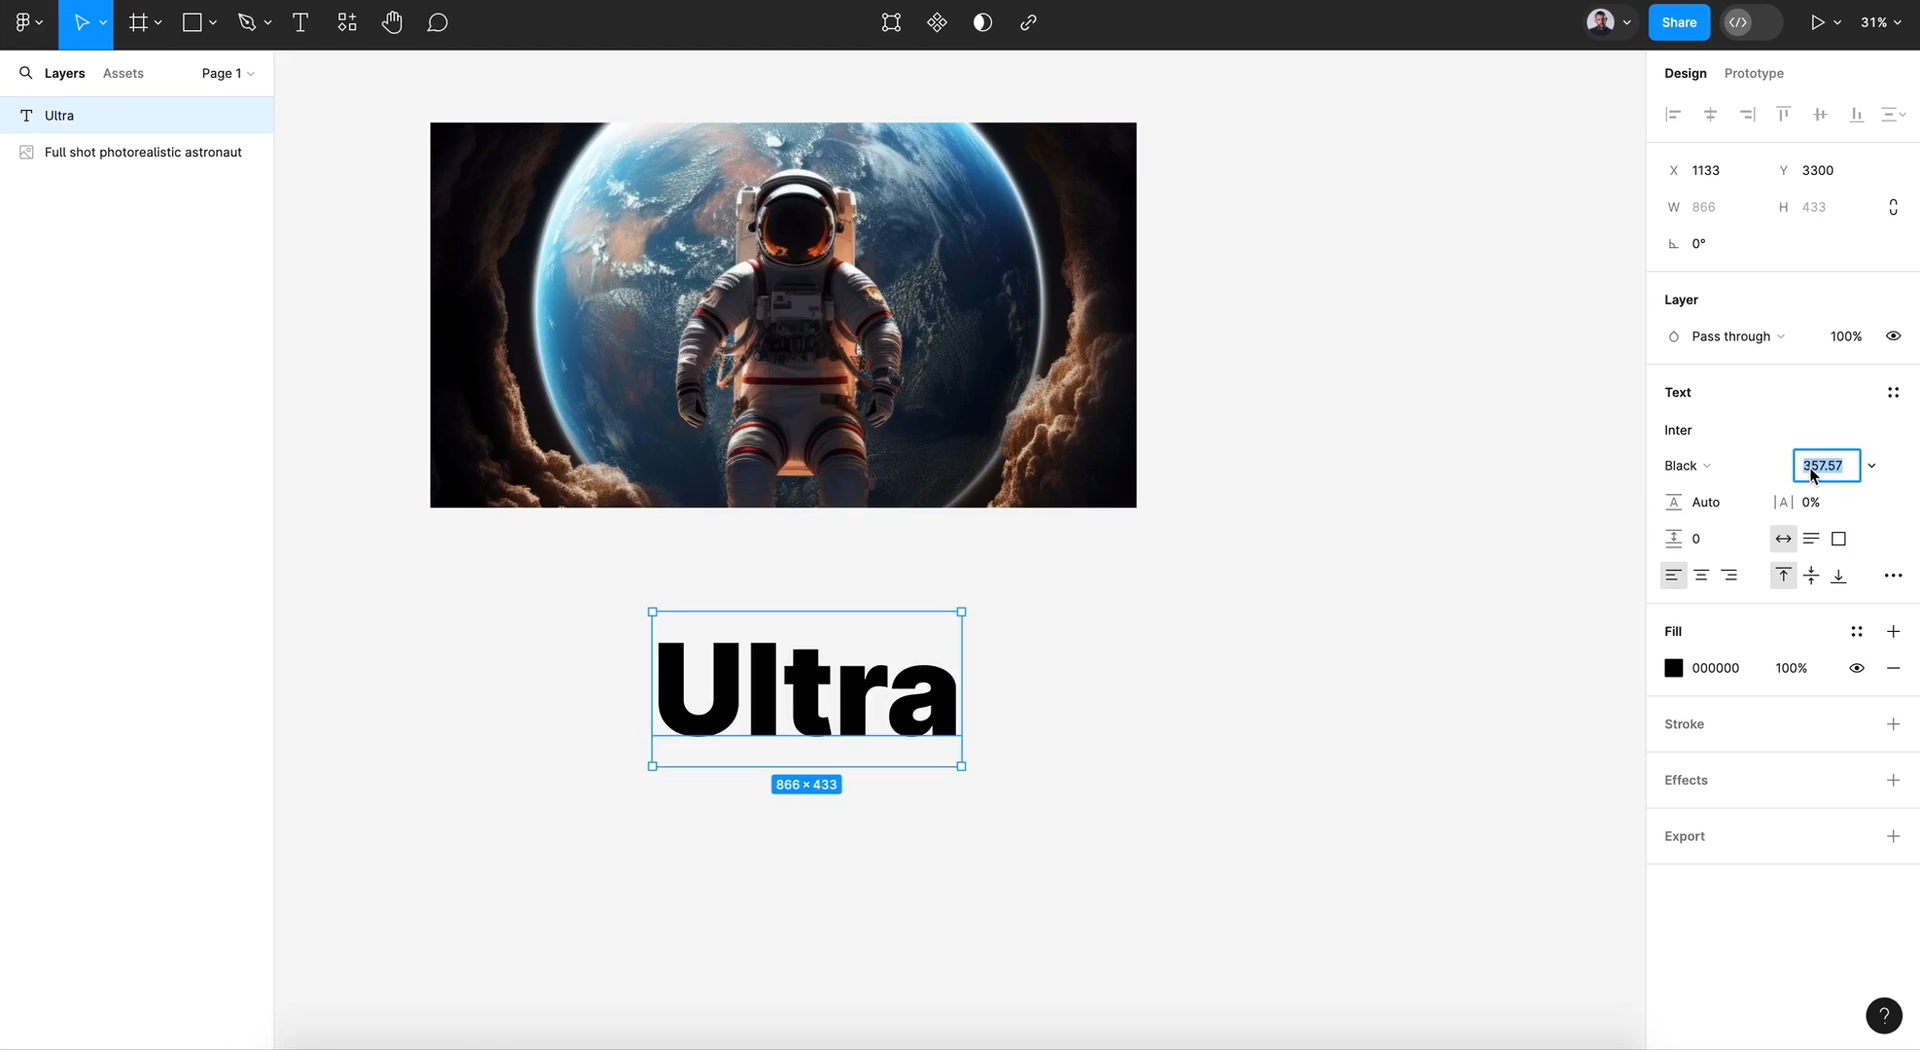 Share
31%
Layers
Assets
Page 1
Design
Prototype
Ultra
Full shot photorealistic astronaut
X 1133
Y 3300
W 866
H 433
0°
Layer
Pass through
100%
Text
Inter
Black
357.57
A Auto
|A| 0%
0
Fill
000000
100%
Stroke
Effects
Export
Ultra
866 × 433
?